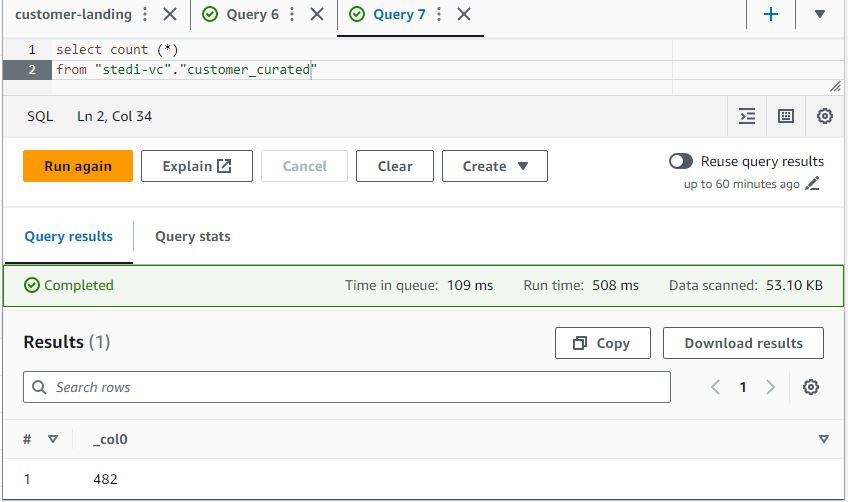 customer-landing Query 6 Query 7
1 select count (*)
2 from "stedi-vc"."customer_curated"
SQL Ln 2, Col 34
Run again Explain Cancel Clear Create Reuse query results
up to 60 minutes ago
Query results Query stats
Completed Time in queue: 109 ms Run time: 508 ms Data scanned: 53.10 KB
Results (1) Copy Download results
Search rows 1
# _col0
1 482